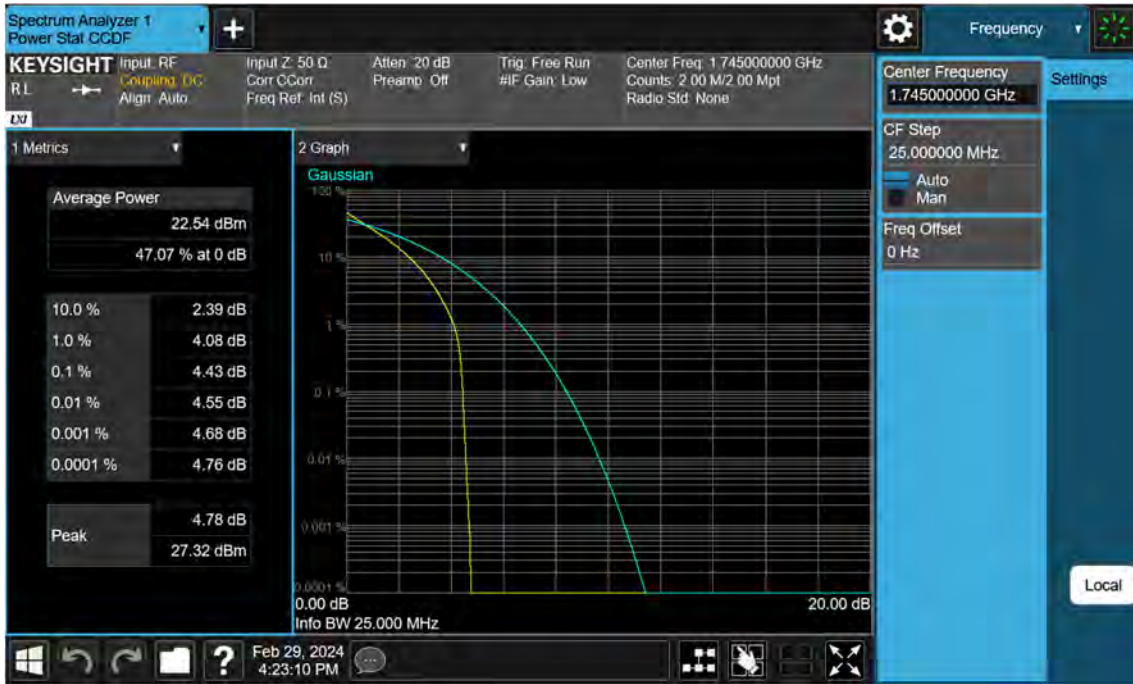 Spectrum Analyzer 1
Power Stat CCDF
Frequency
KEYSIGHT
R L
LXI
Input: RF
Coupling: DC
Align: Auto
Input Z: 50 Ω
Corr CCorr
Freq Ref: Int (S)
Atten: 20 dB
Preamp: Off
Trig: Free Run
#IF Gain: Low
Center Freq: 1.745000000 GHz
Counts: 2.00 M/2.00 Mpt
Radio Std: None
Center Frequency
1.745000000 GHz
Settings
CF Step
25.000000 MHz
Auto
Man
Freq Offset
0 Hz
Local
1 Metrics
Average Power
22.54 dBm
47.07 % at 0 dB
10.0 % 2.39 dB
1.0 % 4.08 dB
0.1 % 4.43 dB
0.01 % 4.55 dB
0.001 % 4.68 dB
0.0001 % 4.76 dB
Peak
4.78 dB
27.32 dBm
2 Graph
Gaussian
100 %
10 %
1 %
0.1 %
0.01 %
0.001 %
0.0001 %
0.00 dB 20.00 dB
Info BW 25.000 MHz
?
Feb 29, 2024
4:23:10 PM